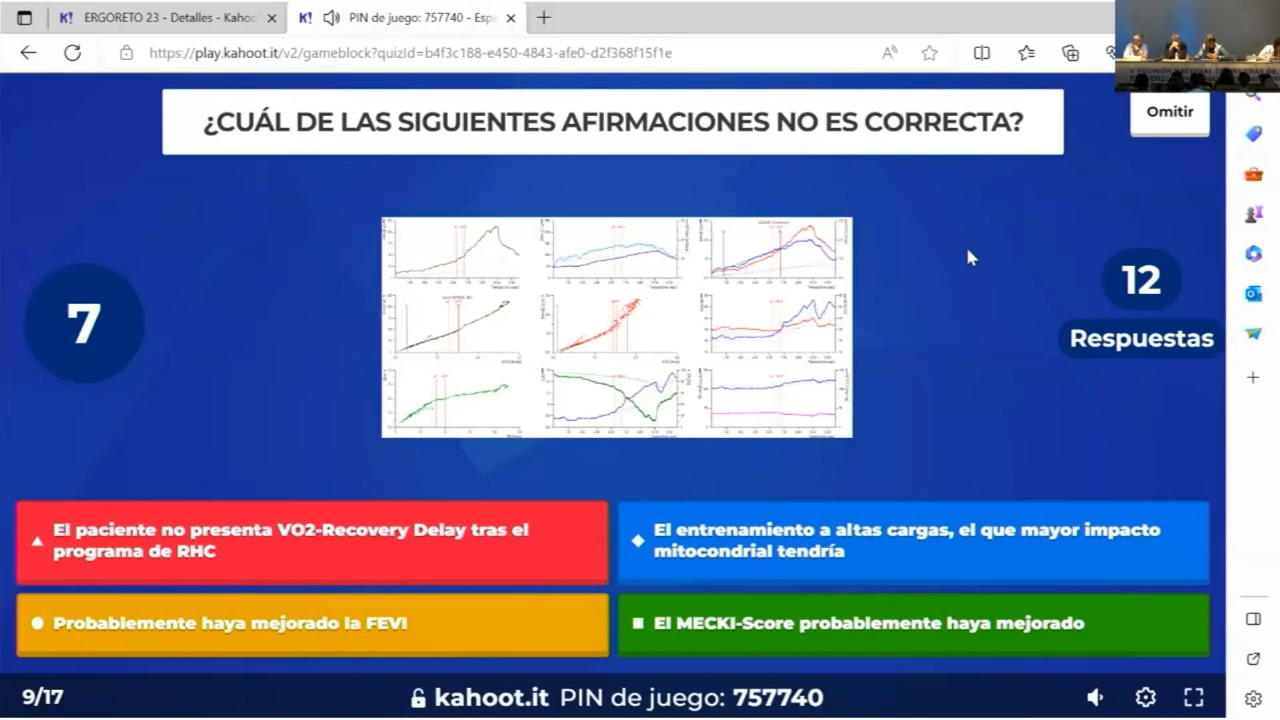 ERGORETO 23 - Detalles - Kahoo
K! PIN de juego: 757740 - Esp
https://play.kahoot.it/v2/gameblock?quizId=b4f3c188-e450-4843-afe0-d2f368f15f1e
¿CUÁL DE LAS SIGUIENTES AFIRMACIONES NO ES CORRECTA?
Omitir
7
12
Respuestas
El paciente no presenta VO2-Recovery Delay tras el
programa de RHC
El entrenamiento a altas cargas, el que mayor impacto
mitocondrial tendría
Probablemente haya mejorado la FEVI
El MECKI-Score probablemente haya mejorado
9/17
kahoot.it PIN de juego: 757740